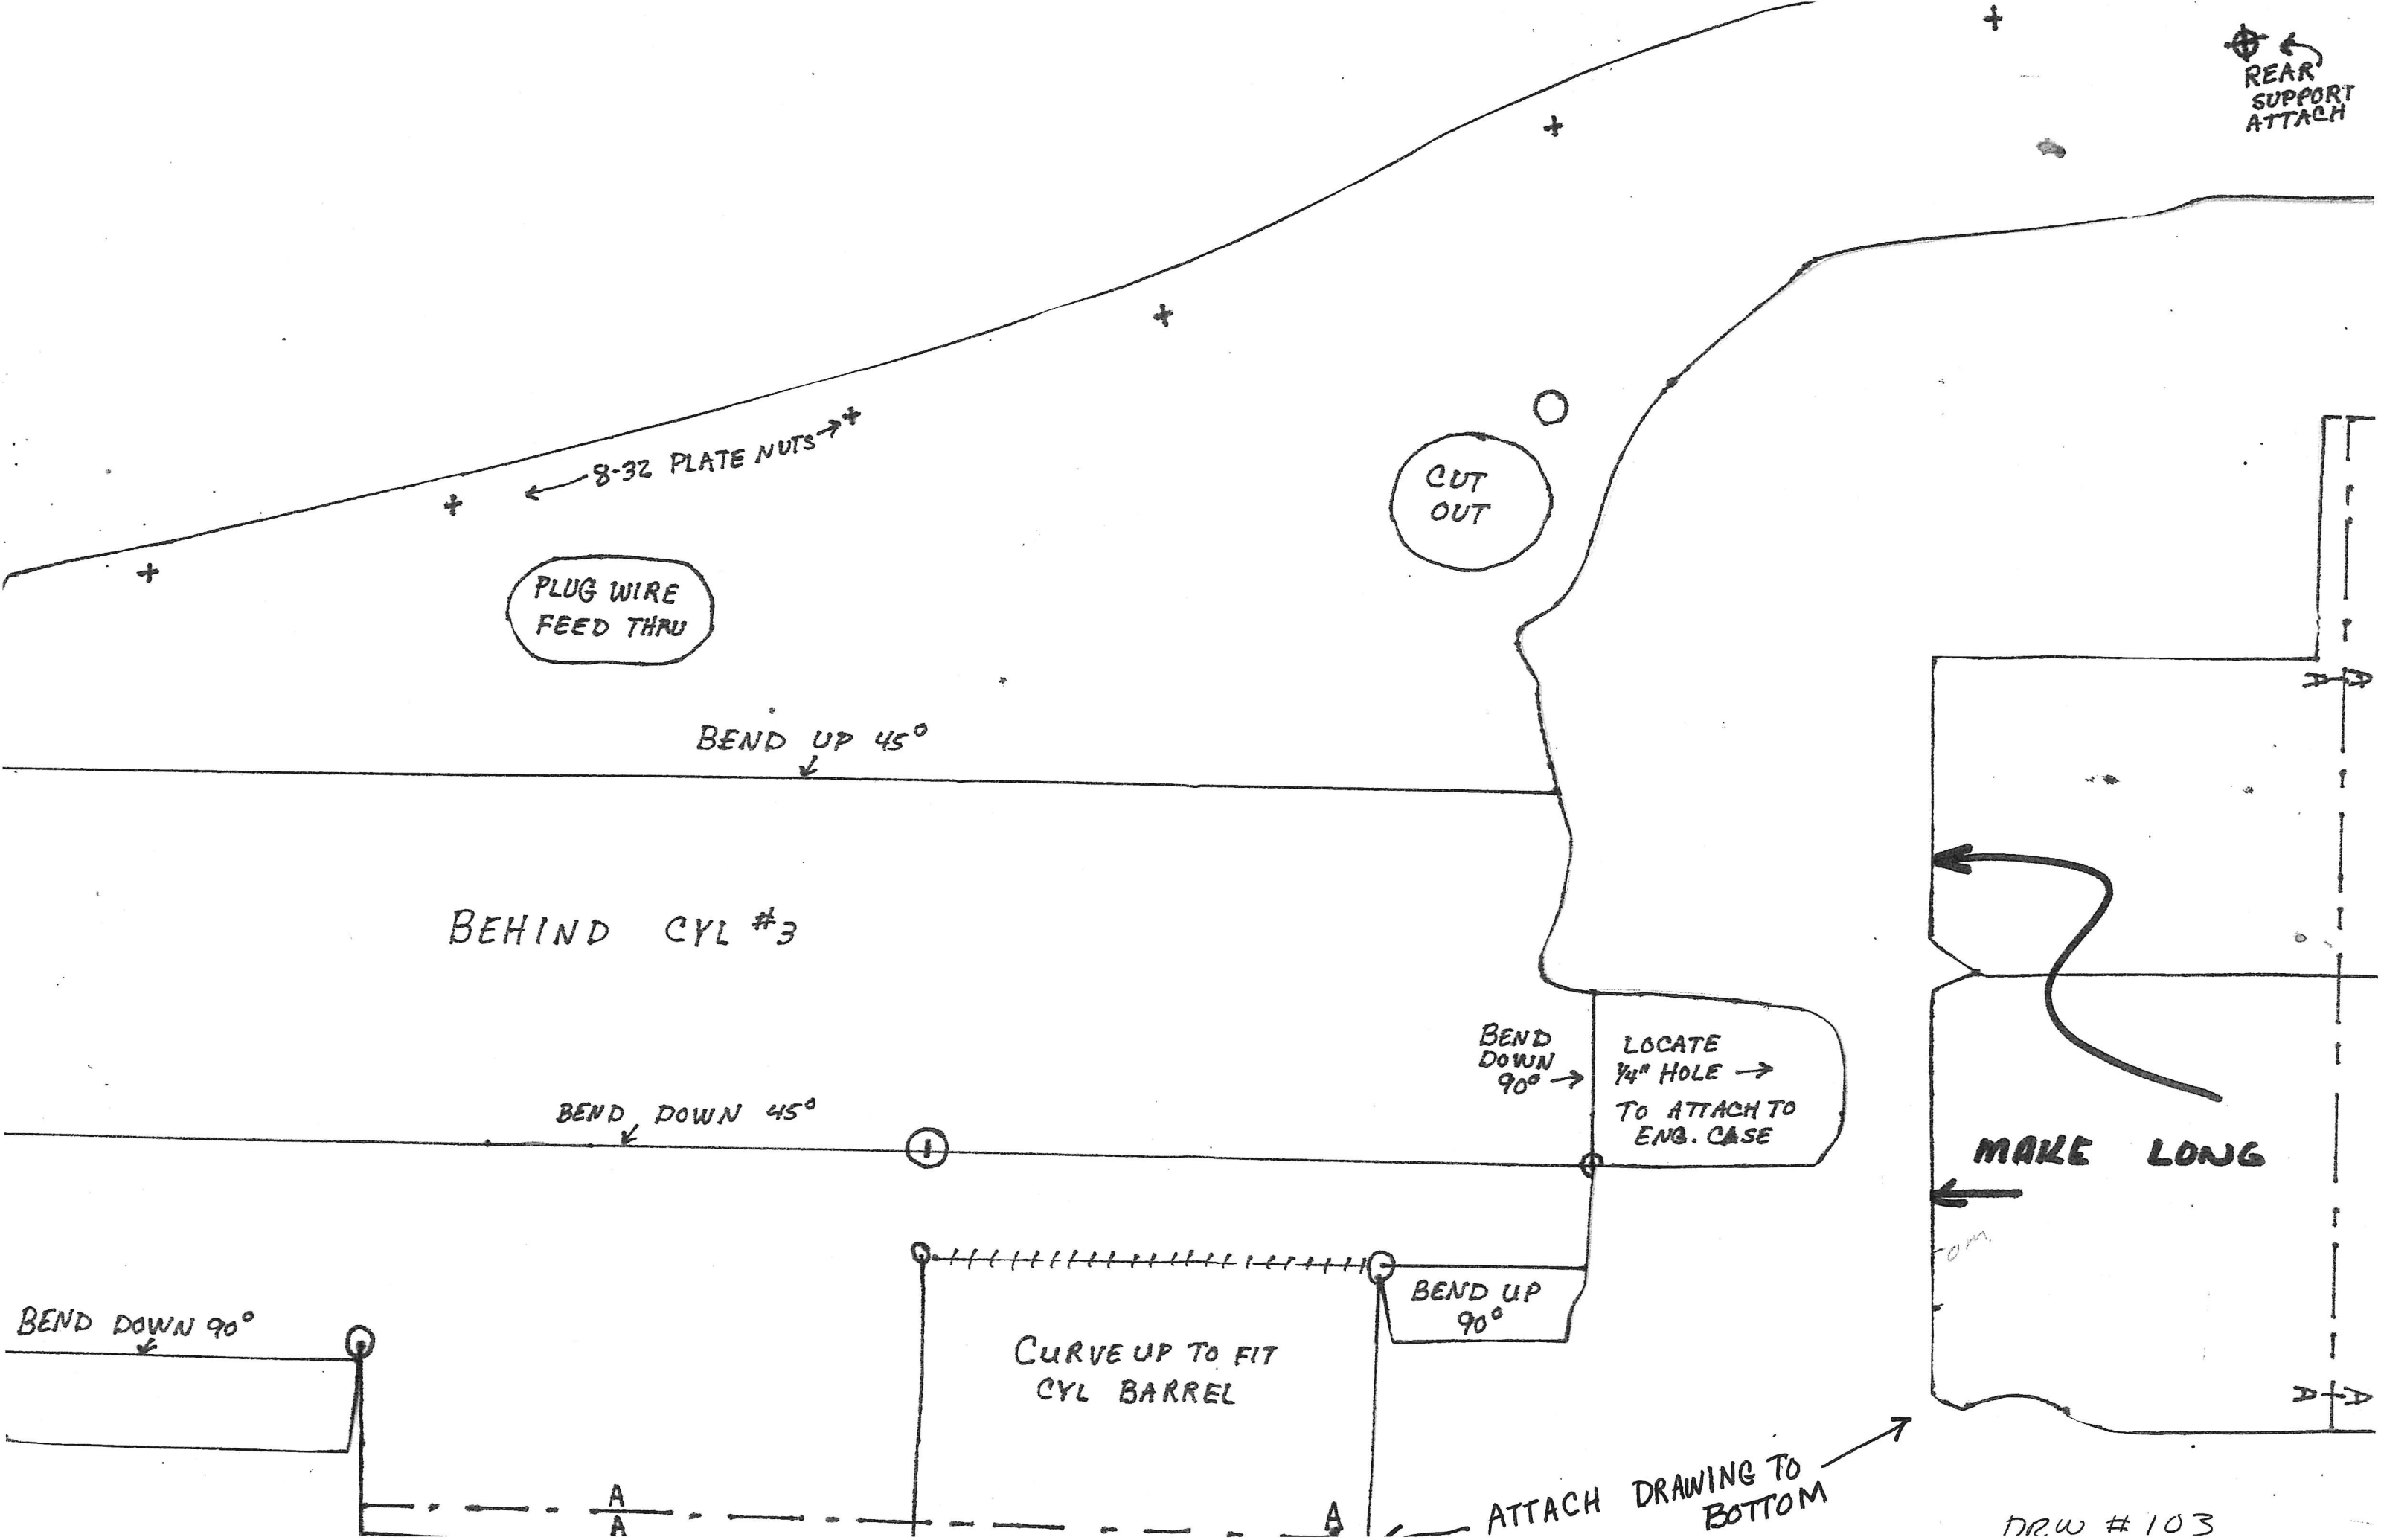 REAR
SUPPORT
ATTACH
8-32 PLATE NUTS
CUT
OUT
PLUG WIRE
FEED THRU
BEND UP 45°
BEHIND CYL #3
BEND
DOWN
90°
LOCATE
1/4" HOLE
TO ATTACH TO
ENG. CASE
BEND DOWN 45°
MAKE LONG
BEND UP
90°
BEND DOWN 90°
CURVE UP TO FIT
CYL BARREL
A
A
A
A
A
A
A
ATTACH DRAWING TO
BOTTOM
DRW #103